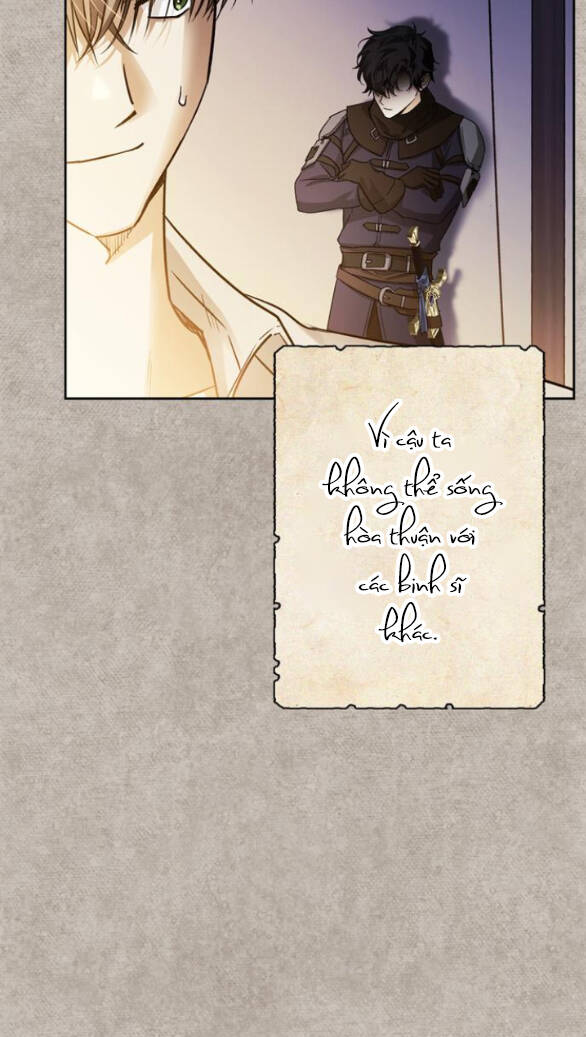 Vì cậu ta
không thể sống
hòa thuận với
các binh sĩ
khác.